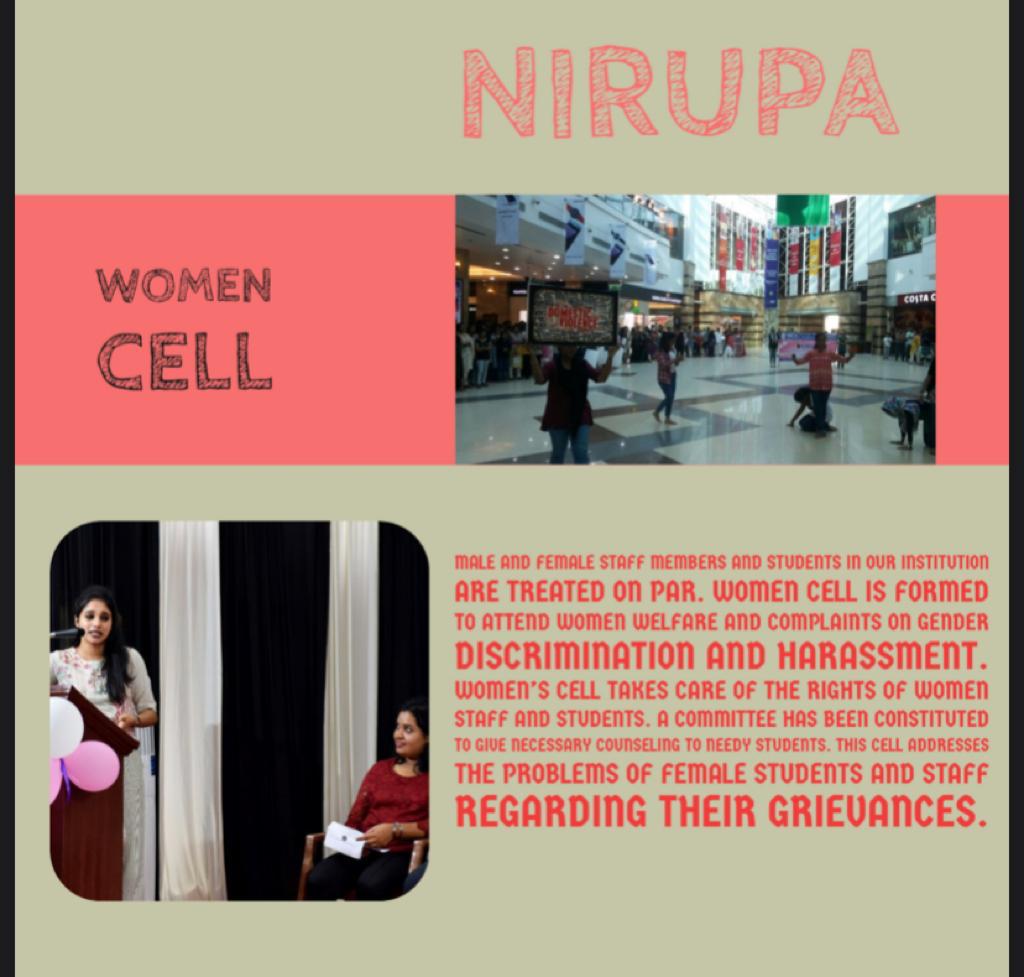 NIRUPA
WOMEN
CELL
DOMESTIC
VIOLENCE
COSTA C
MALE AND FEMALE STAFF MEMBERS AND STUDENTS IN OUR INSTITUTION
ARE TREATED ON PAR. WOMEN CELL IS FORMED
TO ATTEND WOMEN WELFARE AND COMPLAINTS ON GENDER
DISCRIMINATION AND HARASSMENT.
WOMEN'S CELL TAKES CARE OF THE RIGHTS OF WOMEN
STAFF AND STUDENTS. A COMMITTEE HAS BEEN CONSTITUTED
TO GIVE NECESSARY COUNSELING TO NEEDY STUDENTS. THIS CELL ADDRESSES
THE PROBLEMS OF FEMALE STUDENTS AND STAFF
REGARDING THEIR GRIEVANCES.